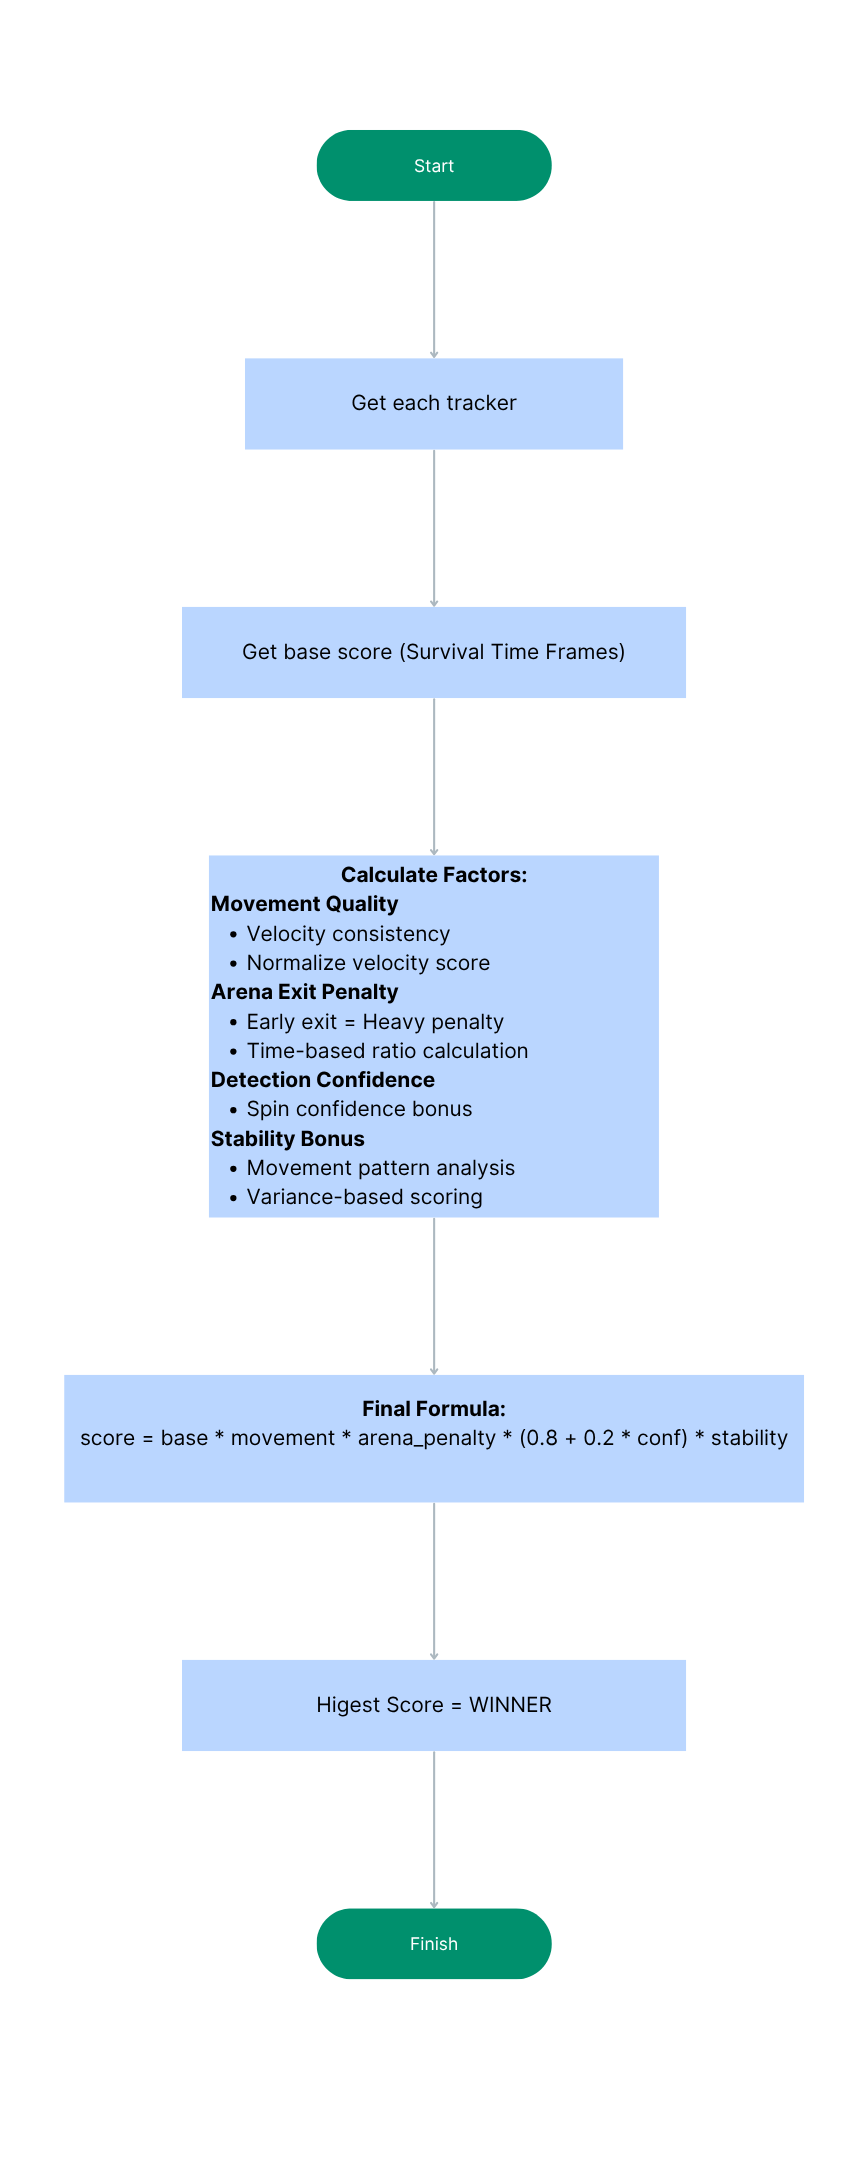 Start
Get each tracker
Get base score (Survival Time Frames)
Calculate Factors:
Movement Quality
• Velocity consistency
• Normalize velocity score
Arena Exit Penalty
• Early exit = Heavy penalty
• Time-based ratio calculation
Detection Confidence
• Spin confidence bonus
Stability Bonus
• Movement pattern analysis
• Variance-based scoring
Final Formula:
score = base * movement * arena_penalty * (0.8 + 0.2 * conf) * stability
Higest Score = WINNER
Finish